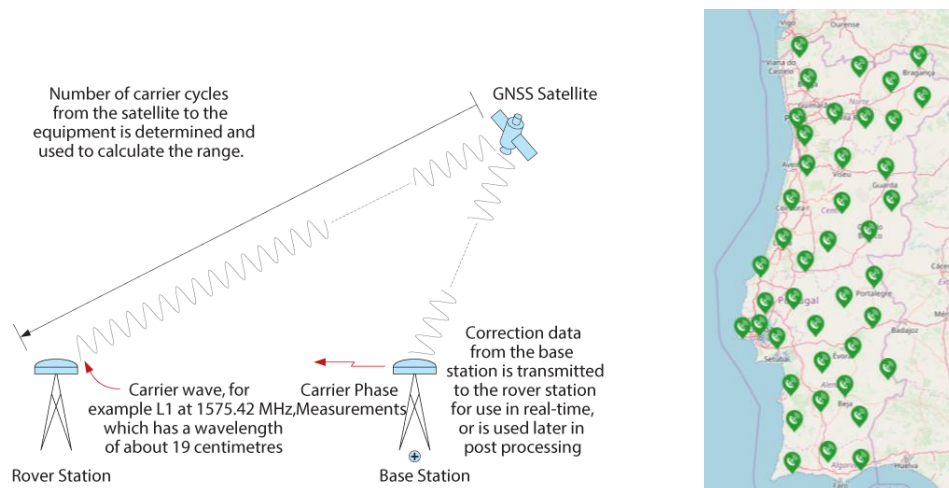 Number of carrier cycles
from the satellite to the
equipment is determined and
used to calculate the range.
GNSS Satellite
Carrier wave, for
example L1 at 1575.42 MHz,
which has a wavelength
of about 19 centimetres
Carrier Phase
Measurements
Correction data
from the base
station is transmitted
to the rover station
for use in real-time,
or is used later in
post processing
Rover Station
Base Station
Vigo
Ourense
Viana do
Castelo
Bragança
Norte
Viseu
Guarda
Portalegre
Badajoz
Setúbal
Évora
Beja
Huelva
Faro